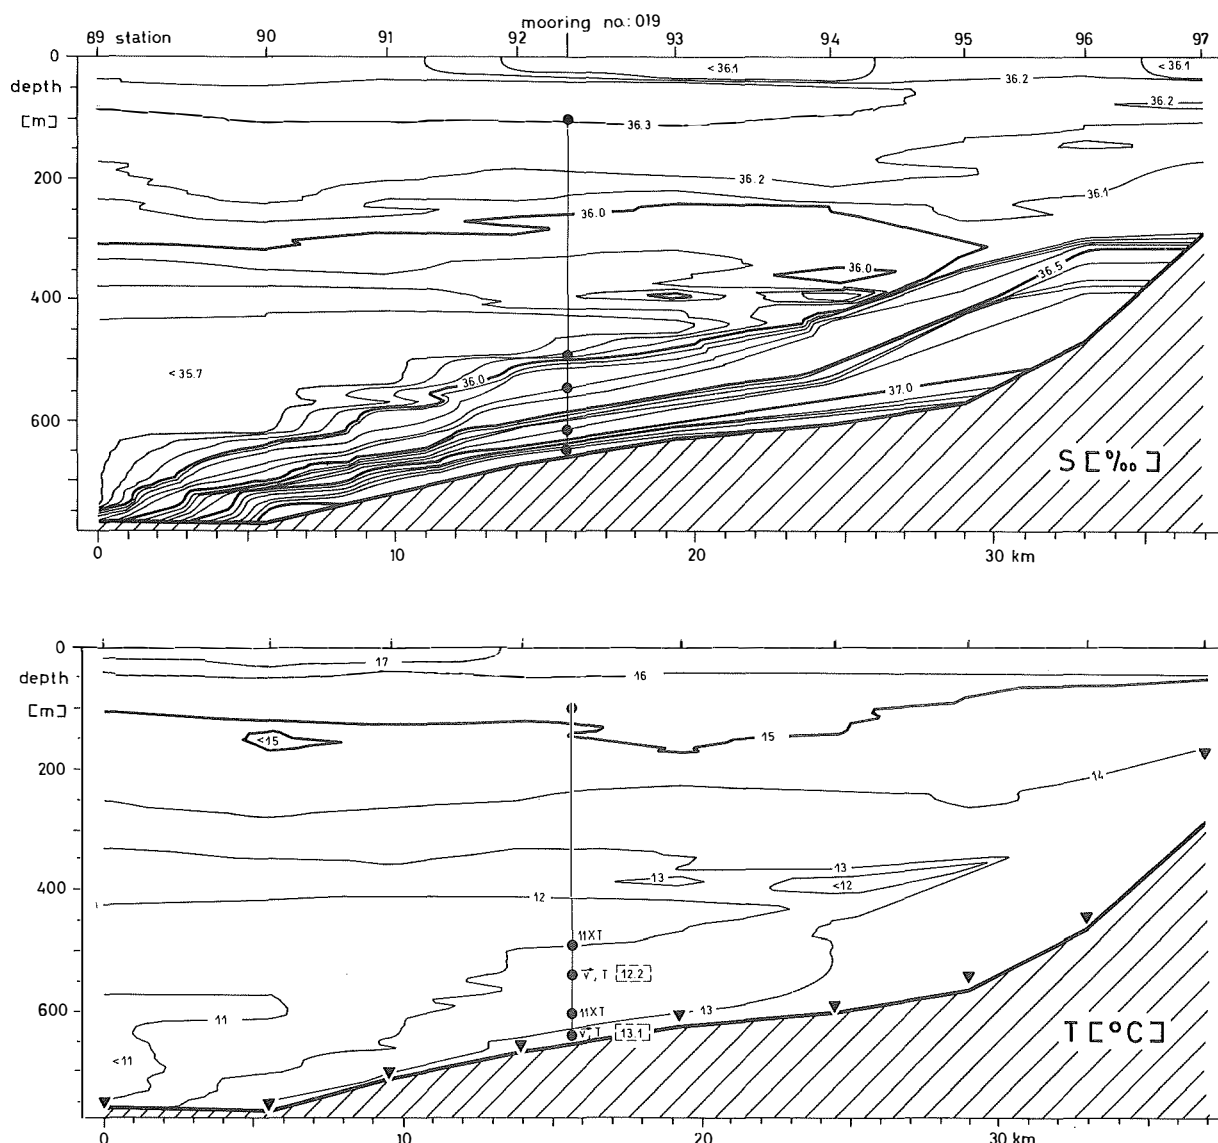 mooring no.: 019
89 station 90 91 92 93 94 95 96 97
0
depth
[m]
200
400
600
<36.1
<36.1
36.2
36.2
36.3
36.2
36.1
36.0
36.0
36.5
<35.7
36.0
37.0
S [‰]
0 10 20 30 km
0
depth
[m]
200
400
600
17
16
<15
15
14
13
13
<12
12
11XT
v⃗, T 12.2
11
11XT
13
v⃗, T 13.1
<11
T [°C]
0 10 20 30 km